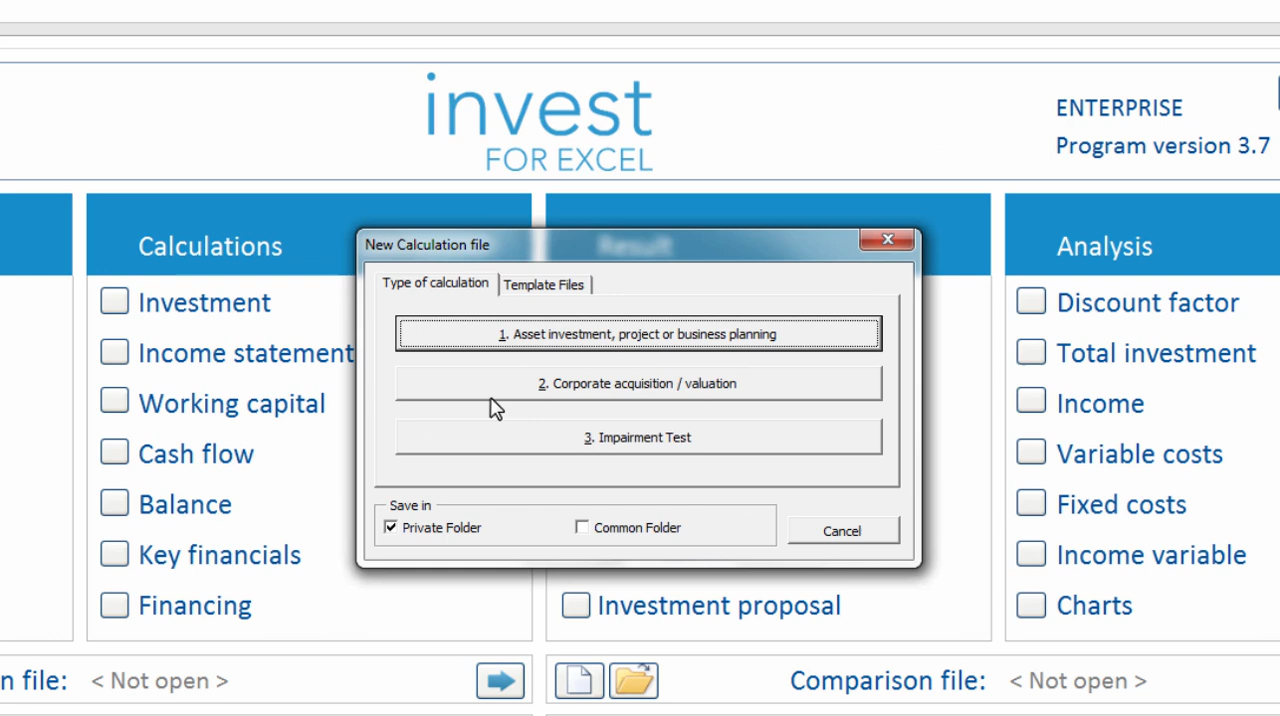 invest
FOR EXCEL
ENTERPRISE
Program version 3.7
Calculations
Investment
Income statement
Working capital
Cash flow
Balance
Key financials
Financing
New Calculation file
Result
Type of calculation
Template Files
1. Asset investment, project or business planning
2. Corporate acquisition / valuation
3. Impairment Test
Save in
Private Folder
Common Folder
Cancel
Investment proposal
Analysis
Discount factor
Total investment
Income
Variable costs
Fixed costs
Income variable
Charts
n file: < Not open >
Comparison file: < Not open >